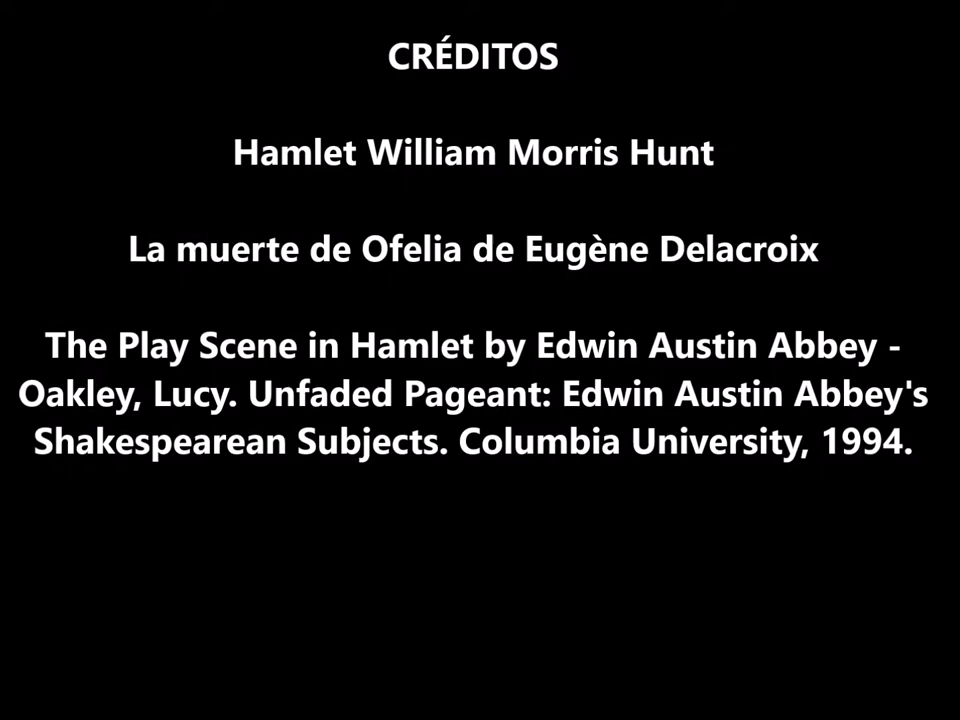 CRÉDITOS
Hamlet William Morris Hunt
La muerte de Ofelia de Eugène Delacroix
The Play Scene in Hamlet by Edwin Austin Abbey -
Oakley, Lucy. Unfaded Pageant: Edwin Austin Abbey's
Shakespearean Subjects. Columbia University, 1994.